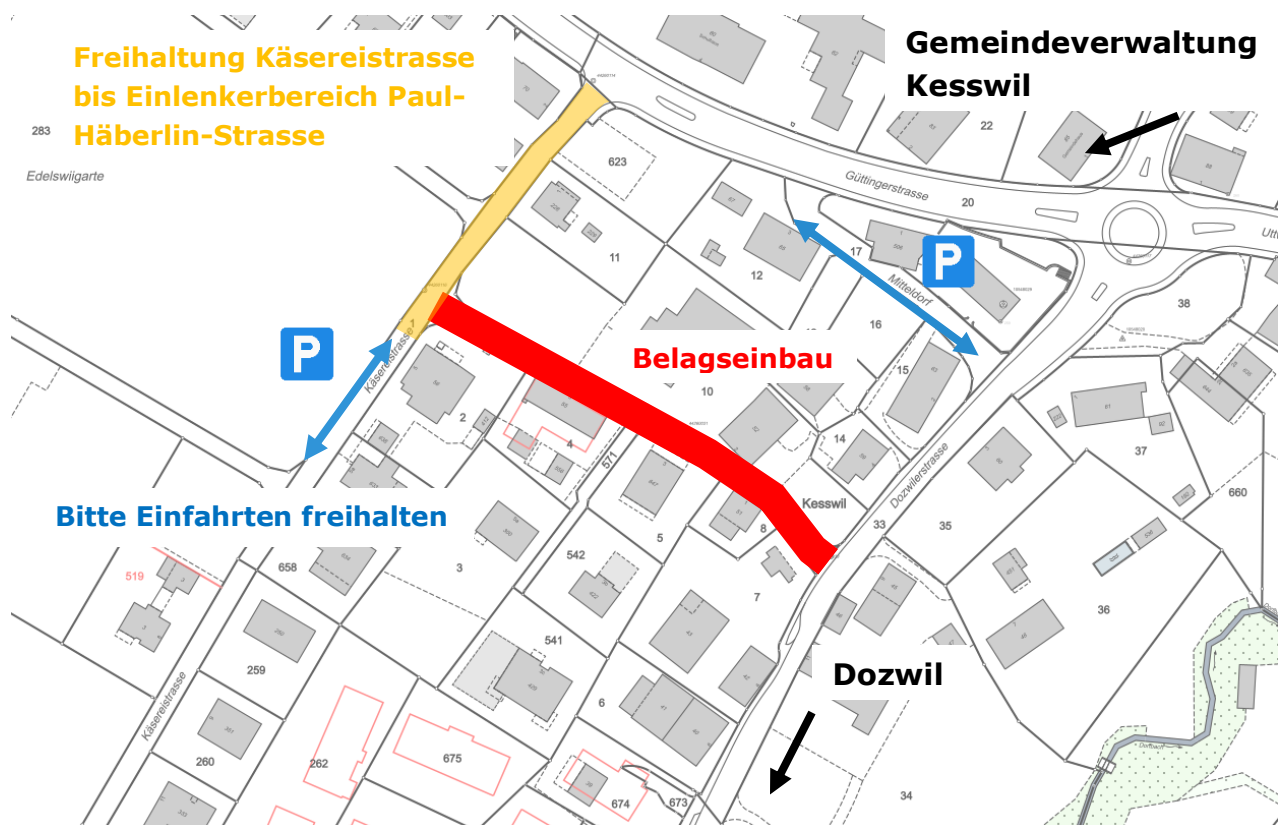 Freihaltung Käsereistrasse
bis Einlenkerbereich Paul-
Häberlin-Strasse
Gemeindeverwaltung
Kesswil
283
Edelswiigarte
623
22
Güttingerstrasse
20
11
12
17
Mitteldorf
P
16
38
P
Käsereistrasse
Belagseinbau
15
2
10
4
14
37
571
Kesswil
Dozwilerstrasse
660
Bitte Einfahrten freihalten
8
33
35
5
542
519
658
3
7
36
541
259
Dozwil
6
Käsereistrasse
260
262
675
674
673
34